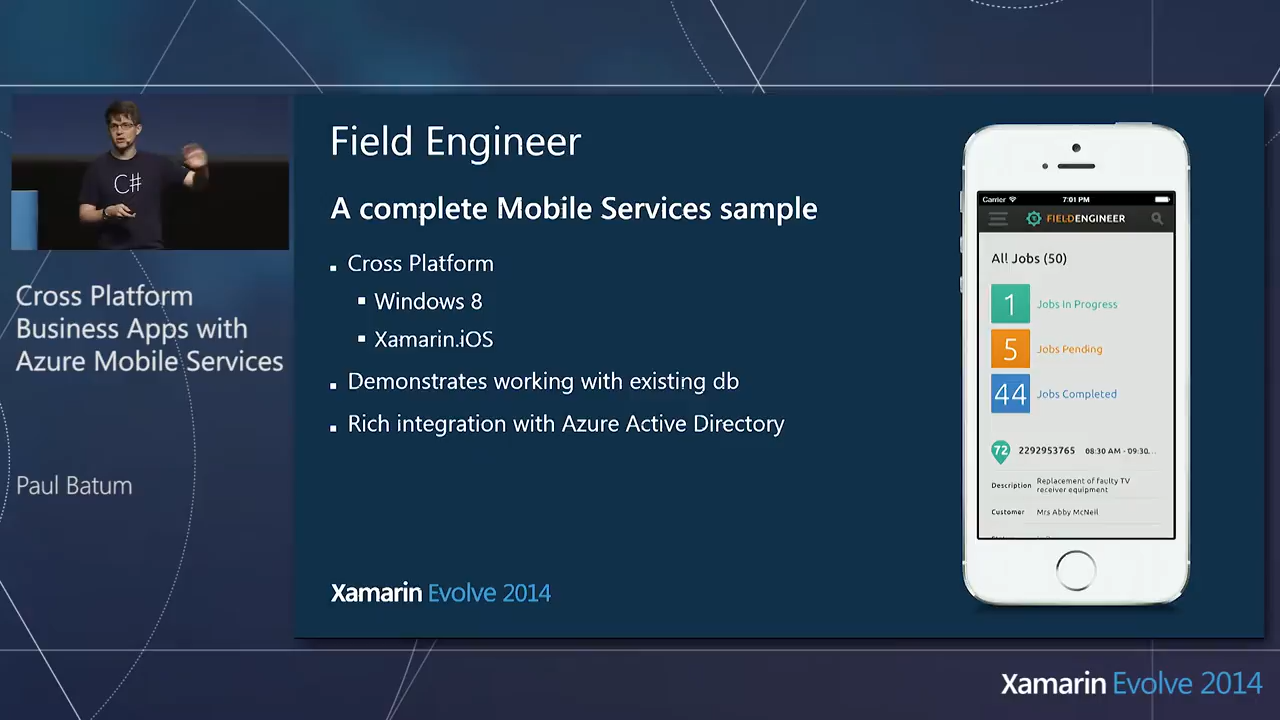 C#
Cross Platform
Business Apps with
Azure Mobile Services
Paul Batum
Field Engineer
A complete Mobile Services sample
Cross Platform
Windows 8
Xamarin.iOS
Demonstrates working with existing db
Rich integration with Azure Active Directory
Xamarin Evolve 2014
Carrier 7:01 PM
FIELDENGINEER
All Jobs (50)
1 Jobs In Progress
5 Jobs Pending
44 Jobs Completed
72 2292953765 08:30 AM - 09:30...
Description Replacement of faulty TV
receiver equipment
Customer Mrs Abby McNeil
Xamarin Evolve 2014